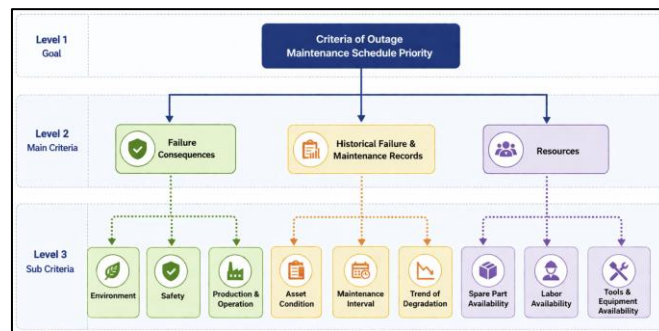 Level 1
Goal
Criteria of Outage
Maintenance Schedule Priority
Level 2
Main Criteria
Failure
Consequences
Historical Failure &
Maintenance Records
Resources
Level 3
Sub Criteria
Environment
Safety
Production &
Operation
Asset
Condition
Maintenance
Interval
Trend of
Degradation
Spare Part
Availability
Labor
Availability
Tools &
Equipment
Availability